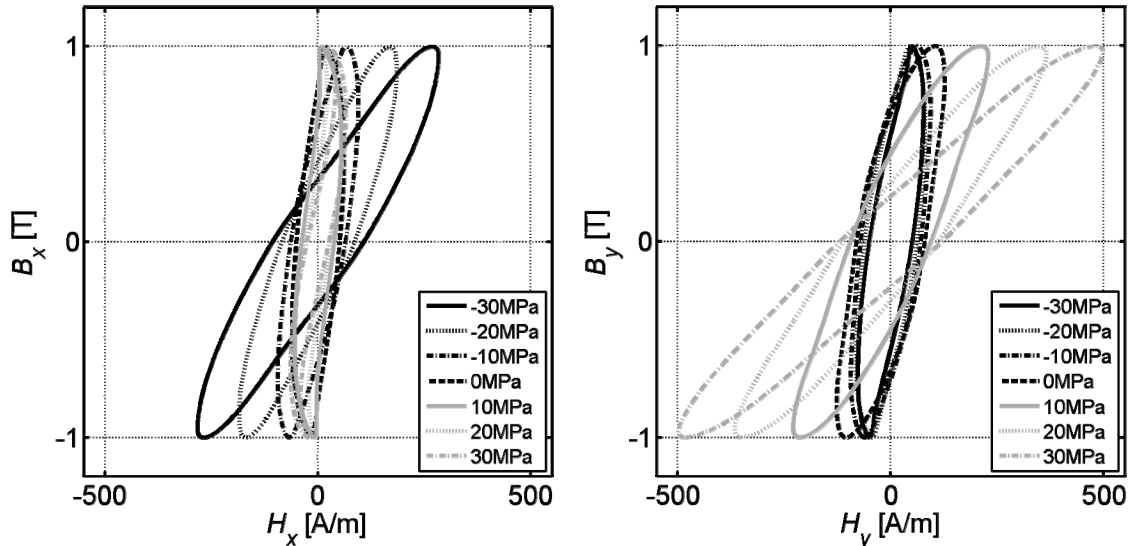 1
0
-1
B_x [T]
-500
0
500
H_x [A/m]
-30MPa
-20MPa
-10MPa
0MPa
10MPa
20MPa
30MPa
1
0
-1
B_y [T]
-500
0
500
H_y [A/m]
-30MPa
-20MPa
-10MPa
0MPa
10MPa
20MPa
30MPa